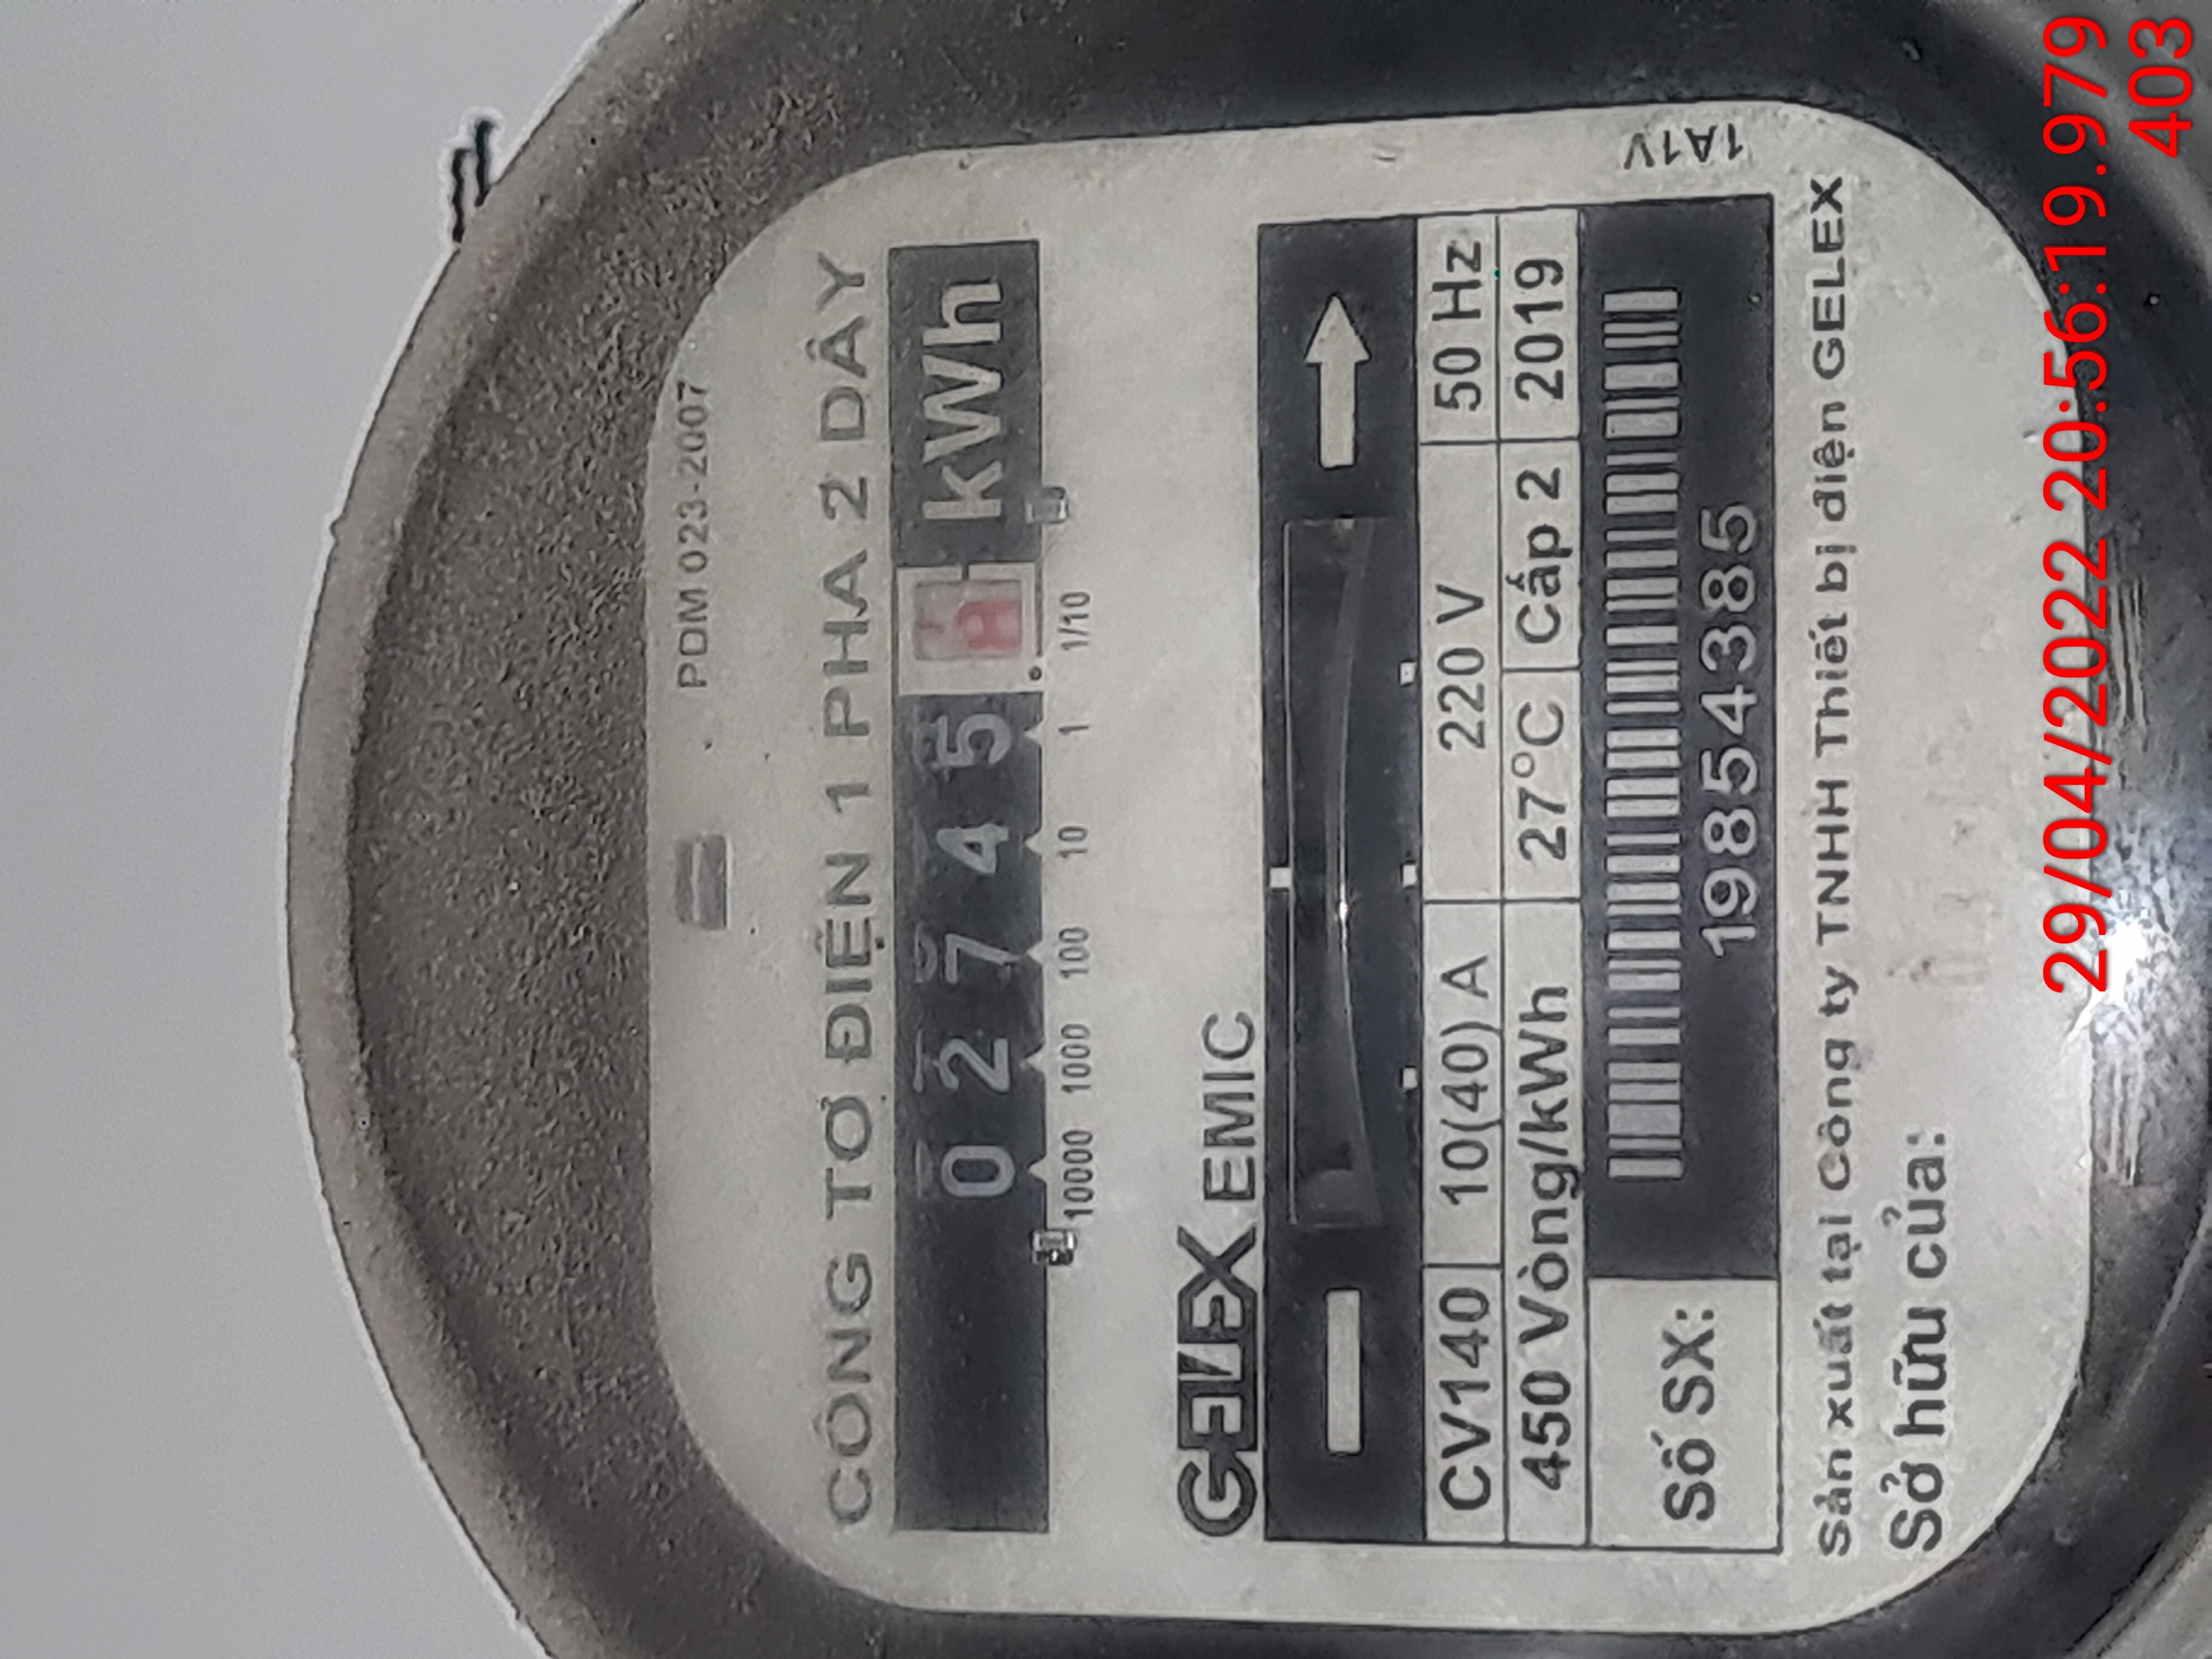 PDM 023-2007
CÔNG TƠ ĐIỆN 1 PHA 2 DÂY
0 2 7 4 5 kWh
10000 1000 100 10 1 1/10
GELEX EMIC
CV140 10(40) A 220 V 50 Hz
450 Vòng/kWh 27°C Cấp 2 2019
Số SX: 19854385
1A1V
Sản xuất tại Công ty TNHH Thiết bị điện GELEX
Sở hữu của:
29/04/2022 20:56:19.979
403